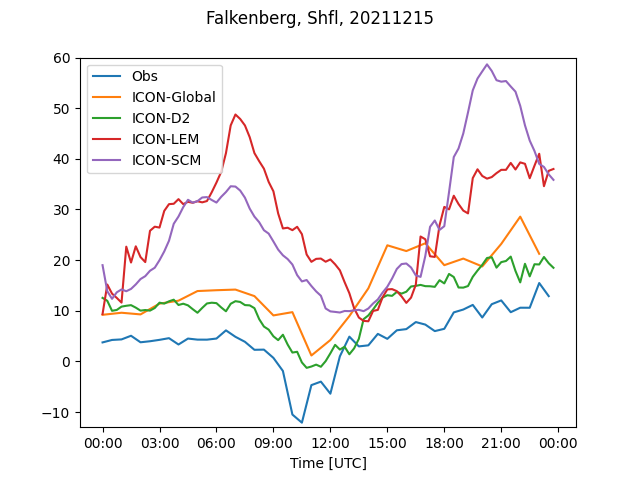 Falkenberg, Shfl, 20211215
60
50
40
30
20
10
0
−10
Obs
ICON-Global
ICON-D2
ICON-LEM
ICON-SCM
00:00 03:00 06:00 09:00 12:00 15:00 18:00 21:00 00:00
Time [UTC]